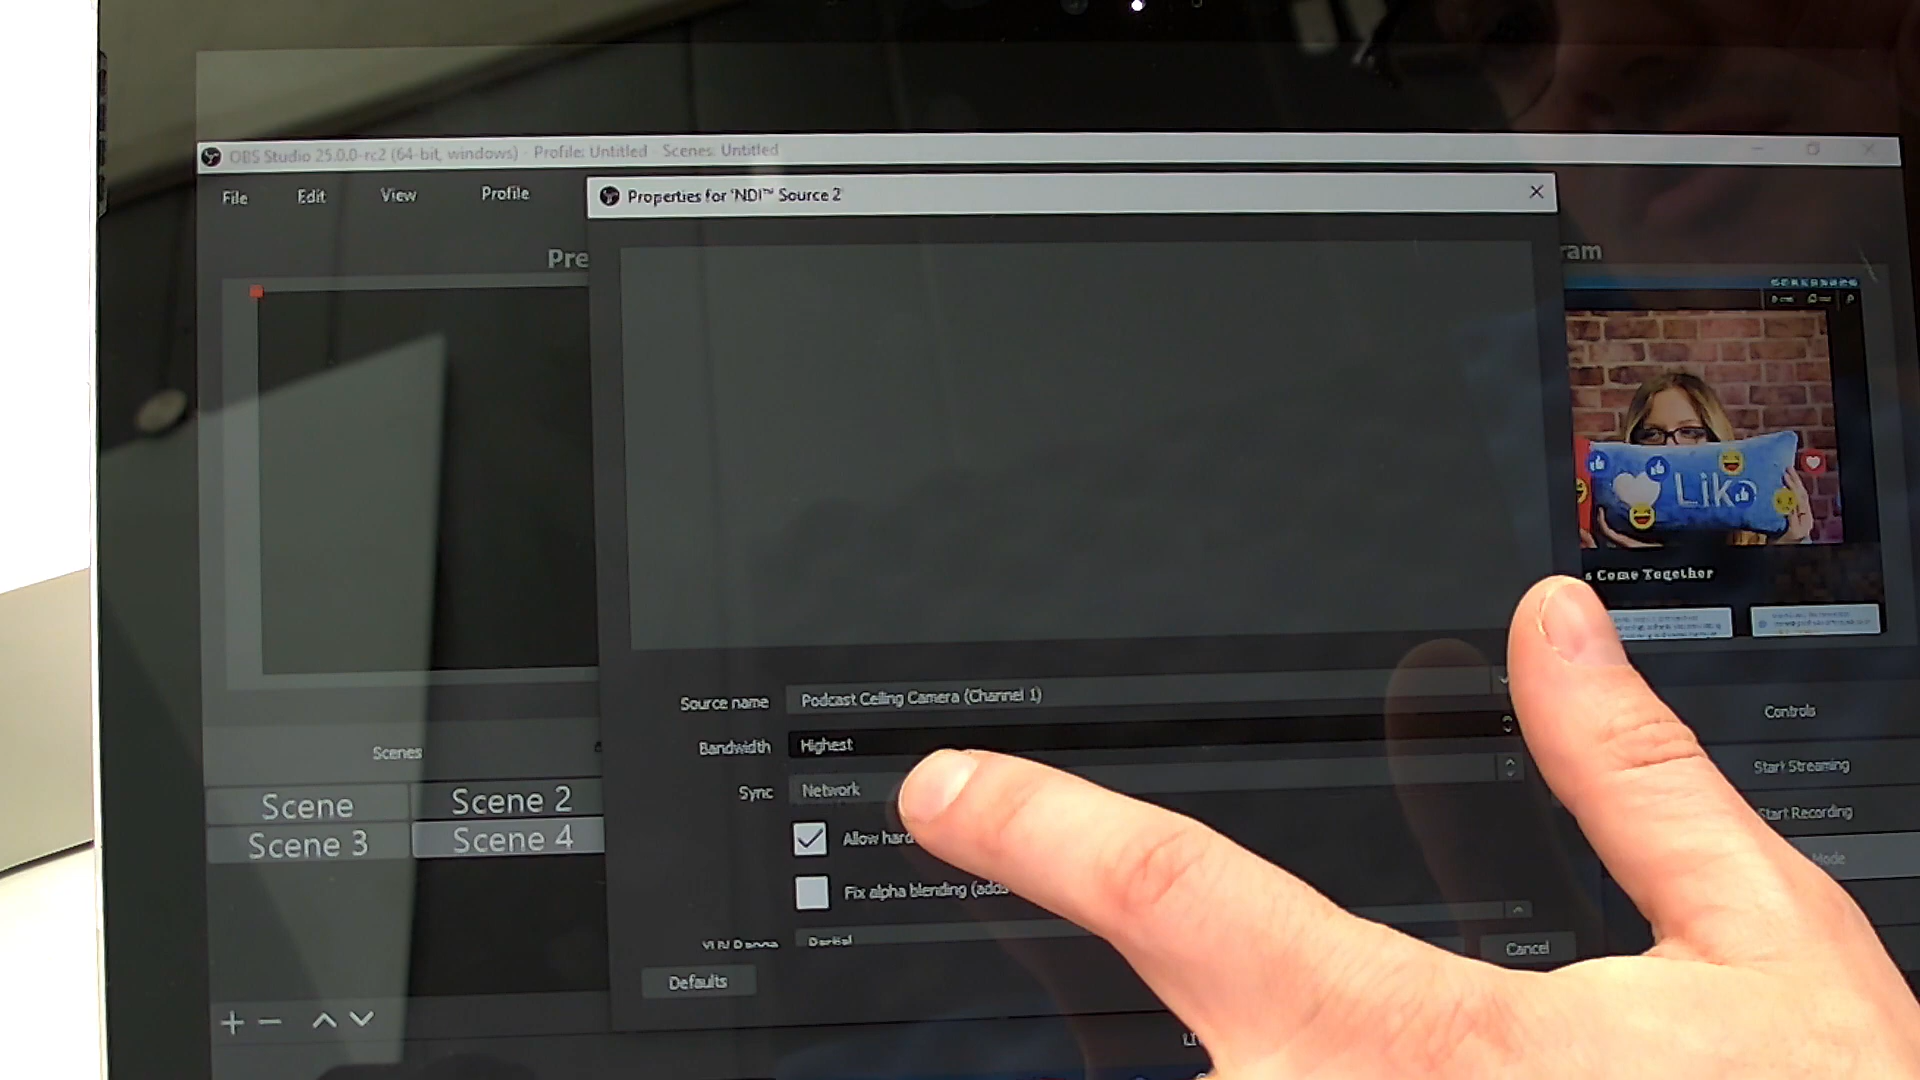 OBS Studio 25.0.0-rc2 (64-bit, windows) - Profile: Untitled - Scenes: Untitled
File Edit View Profile
Properties for 'NDI™ Source 2'
Pre
ram
Like
s Come Together
Source name Podcast Ceiling Camera (Channel 1)
Bandwidth Highest
Sync Network
Allow hard
Fix alpha blending (adds
Partial
Defaults
Cancel
Scenes
Scene Scene 2
Scene 3 Scene 4
Controls
Start Streaming
Start Recording
Mode